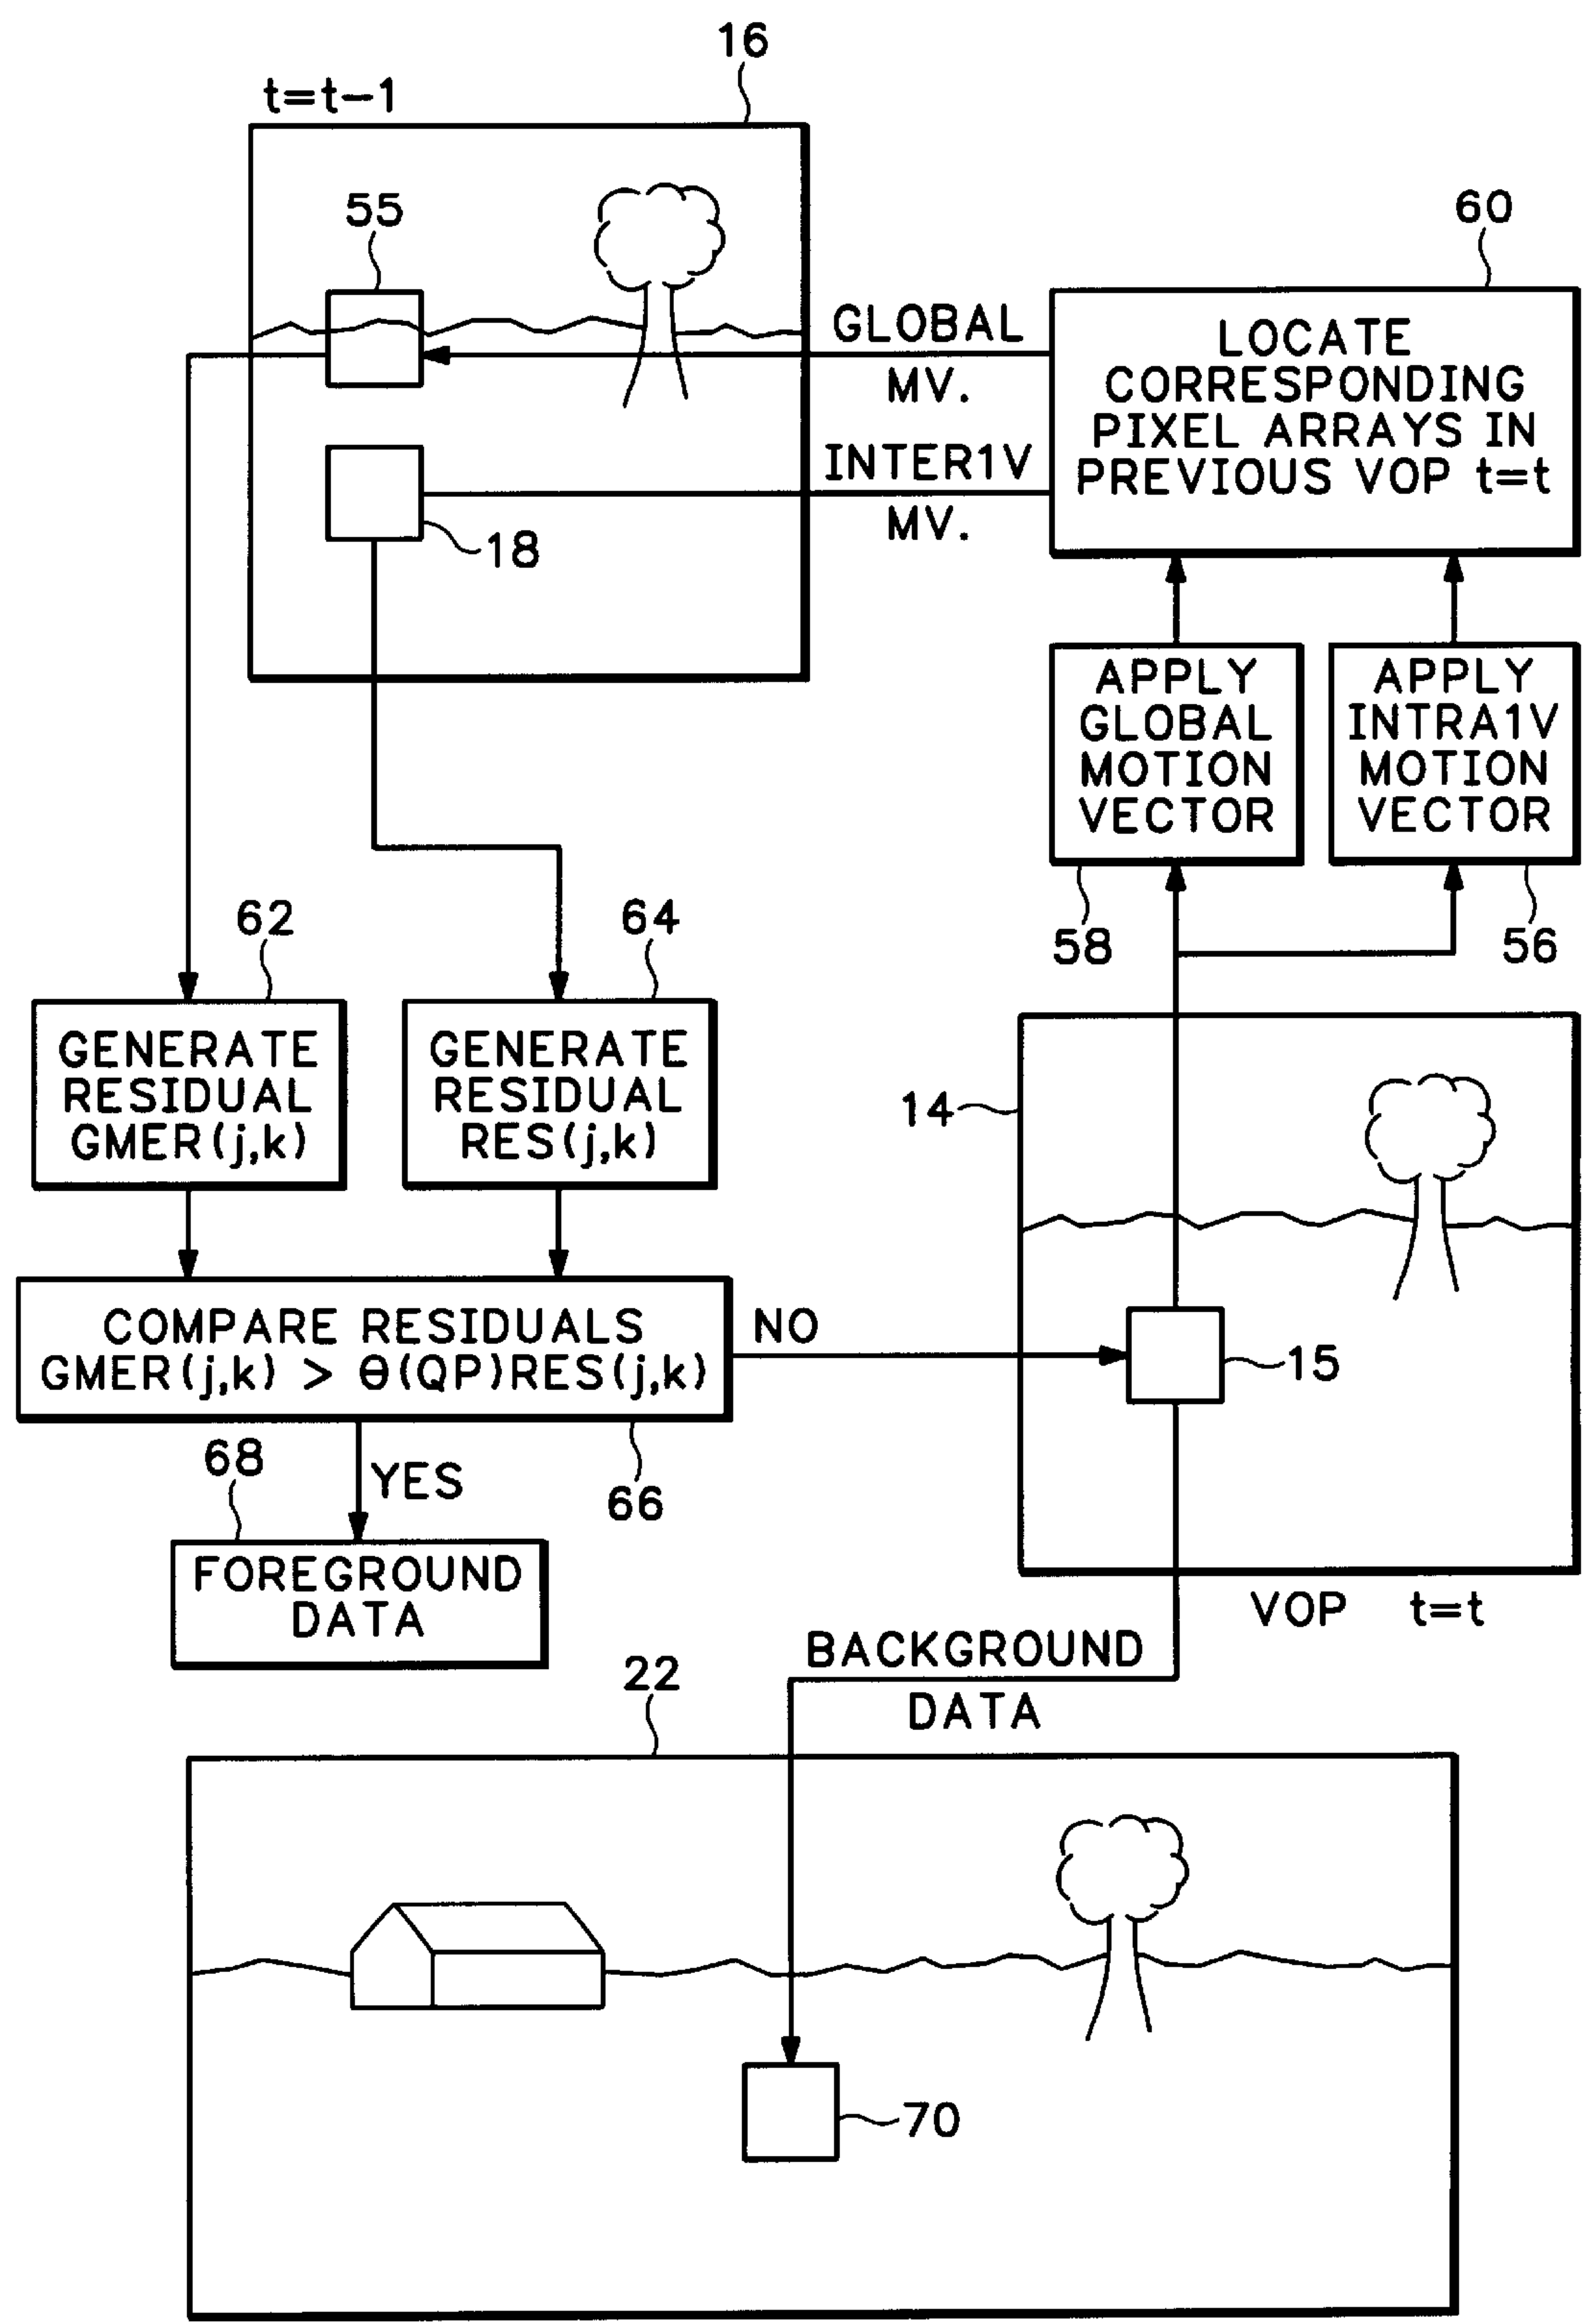 16
t=t-1
55
60
GLOBAL
MV.
LOCATE
CORRESPONDING
PIXEL ARRAYS IN
PREVIOUS VOP t=t
INTER1V
MV.
18
APPLY
GLOBAL
MOTION
VECTOR
APPLY
INTRA1V
MOTION
VECTOR
58
56
62
64
GENERATE
RESIDUAL
GMER(j,k)
GENERATE
RESIDUAL
RES(j,k)
14
COMPARE RESIDUALS
GMER(j,k) > θ(QP)RES(j,k)
NO
15
68
YES
66
FOREGROUND
DATA
VOP t=t
BACKGROUND
DATA
22
70